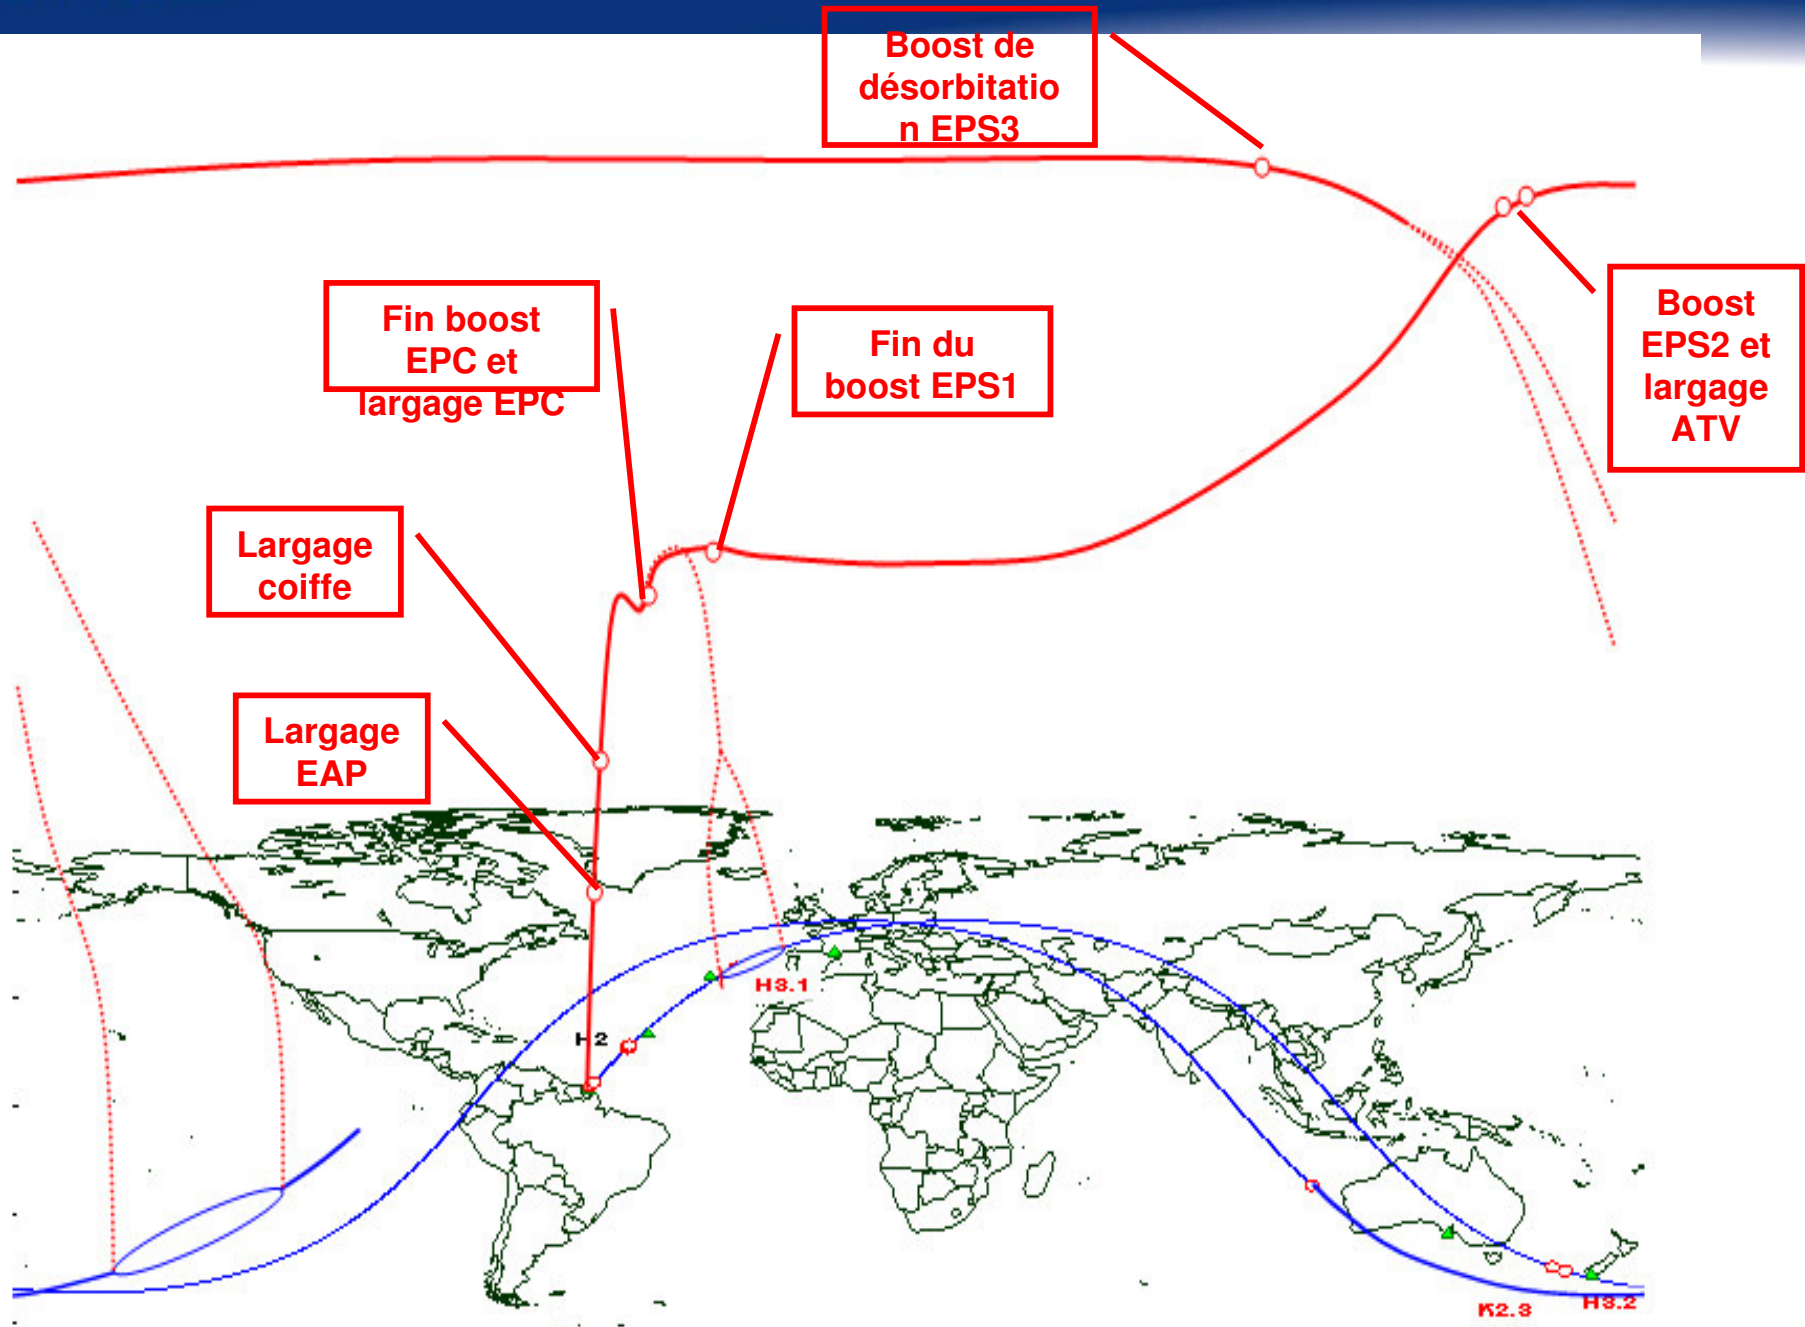 Boost de
désorbitatio
n EPS3
Fin boost
EPC et
largage EPC
Fin du
boost EPS1
Boost
EPS2 et
largage
ATV
Largage
coiffe
Largage
EAP
H3.1
H2
K2.3
H3.2